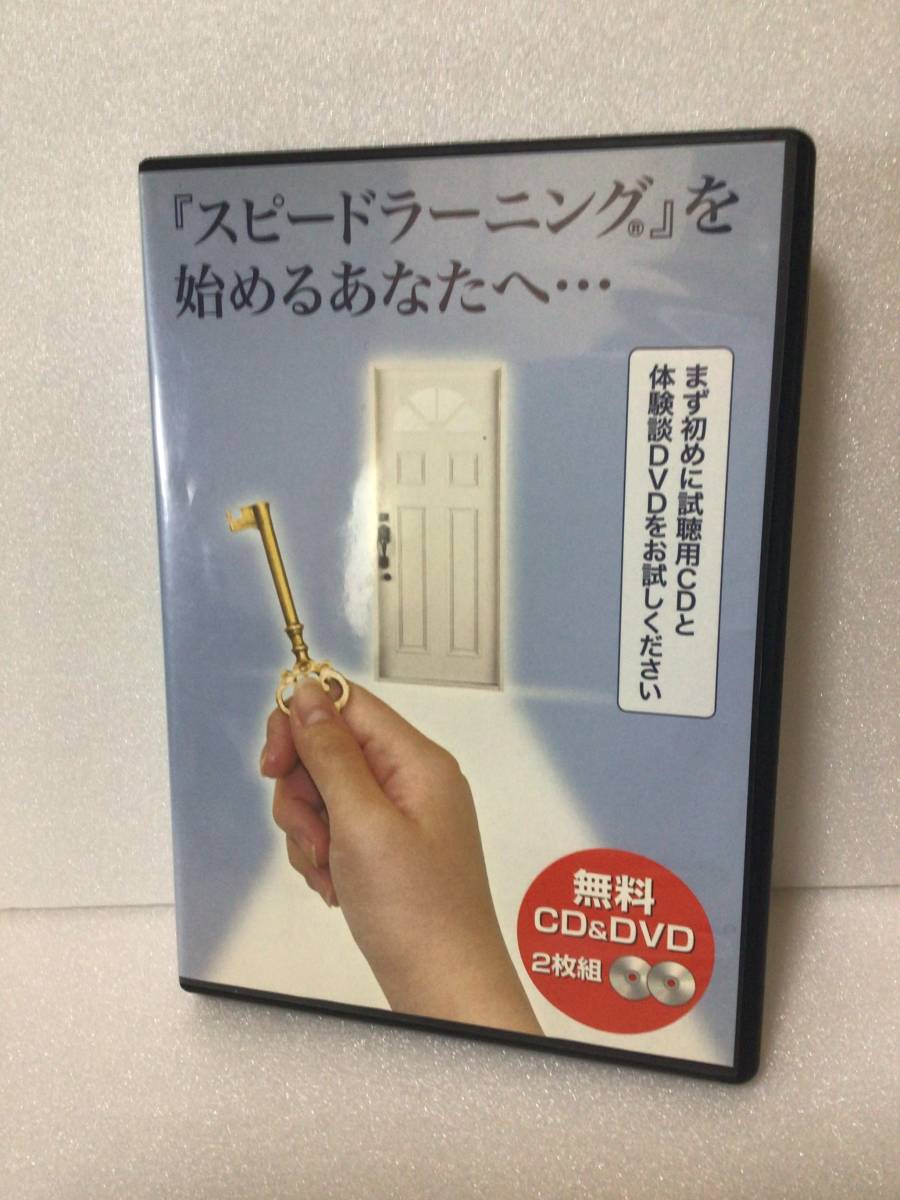 『スピードラーニング®』を
始めるあなたへ…
まず初めに試聴用CDと
体験談DVDをお試しください
無料
CD&DVD
2枚組